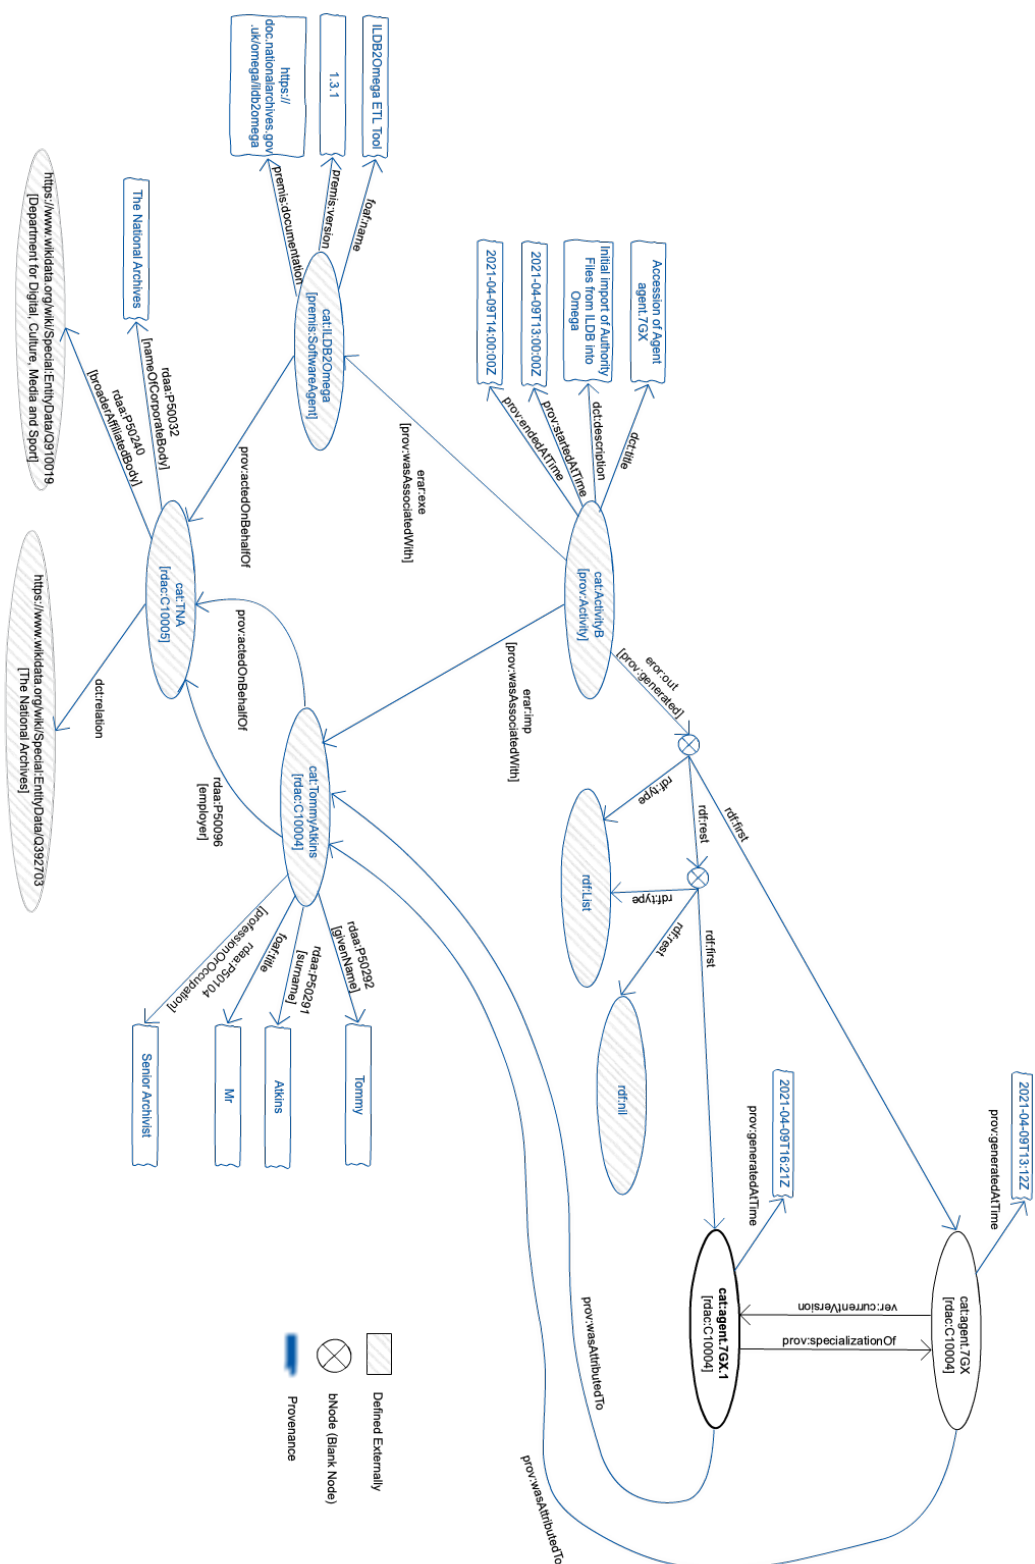 2021-04-09T13:12Z
prov:generatedAtTime
cat:agent.7GX
[rdac:C10004]
ver:currentVersion
prov:specializationOf
2021-04-09T16:21Z
prov:generatedAtTime
cat:agent.7GX.1
[rdac:C10004]
prov:wasAttributedTo
prov:wasAttributedTo
Accession of Agent
agent.7GX
Initial import of Authority
Files from ILDB into
Omega
2021-04-09T13:00:00Z
2021-04-09T14:00:00Z
dct:title
dct:description
prov:startedAtTime
prov:endedAtTime
cat:ActivityB
[prov:Activity]
eror:out
[prov:generated]
rdf:first
rdf:rest
rdf:type
rdf:first
rdf:type
rdf:rest
rdf:List
rdf:nil
erar:exe
[prov:wasAssociatedWith]
erar:imp
[prov:wasAssociatedWith]
ILDB2Omega ETL Tool
1.3.1
https://
doc.nationalarchives.gov
.uk/omega/ildb2omega
foaf:name
premis:version
premis:documentation
cat:ILDB2Omega
[premis:SoftwareAgent]
prov:actedOnBehalfOf
prov:actedOnBehalfOf
rdaa:P50096
[employer]
cat:TommyAtkins
[rdac:C10004]
rdaa:P50292
[givenName]
rdaa:P50291
[surname]
foaf:title
rdaa:P50104
[professionOrOccupation]
Tommy
Atkins
Mr
Senior Archivist
The National Archives
rdaa:P50032
[nameOfCorporateBody]
rdaa:P50240
[broaderAffiliatedBody]
cat:TNA
[rdac:C10005]
dct:relation
https://www.wikidata.org/wiki/Special:EntityData/Q910019
[Department for Digital, Culture, Media and Sport]
https://www.wikidata.org/wiki/Special:EntityData/Q392703
[The National Archives]
Defined Externally
bNode (Blank Node)
Provenance